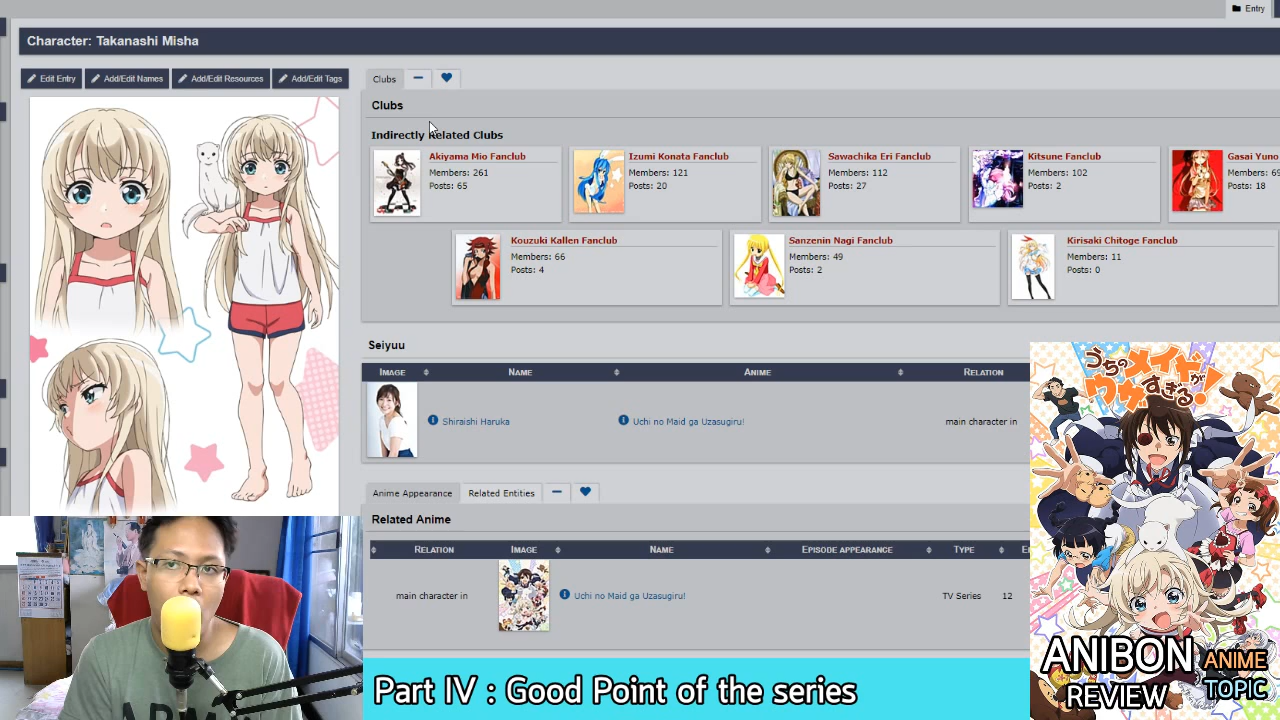 Entry
Character: Takanashi Misha
Edit Entry
Add/Edit Names
Add/Edit Resources
Add/Edit Tags
Clubs
Clubs
Indirectly Related Clubs
Akiyama Mio Fanclub
Members: 261
Posts: 65
Izumi Konata Fanclub
Members: 121
Posts: 20
Sawachika Eri Fanclub
Members: 112
Posts: 27
Kitsune Fanclub
Members: 102
Posts: 2
Gasai Yuno
Members: 69
Posts: 18
Kouzuki Kallen Fanclub
Members: 66
Posts: 4
Sanzenin Nagi Fanclub
Members: 49
Posts: 2
Kirisaki Chitoge Fanclub
Members: 11
Posts: 0
Seiyuu
IMAGE NAME ANIME RELATION
Shiraishi Haruka Uchi no Maid ga Uzasugiru! main character in
Anime Appearance Related Entities
Related Anime
RELATION IMAGE NAME EPISODE APPEARANCE TYPE
main character in Uchi no Maid ga Uzasugiru! TV Series 12
うちのメイドが
ウザすぎる!
ANIBON
REVIEW
ANIME
TOPIC
Part IV : Good Point of the series